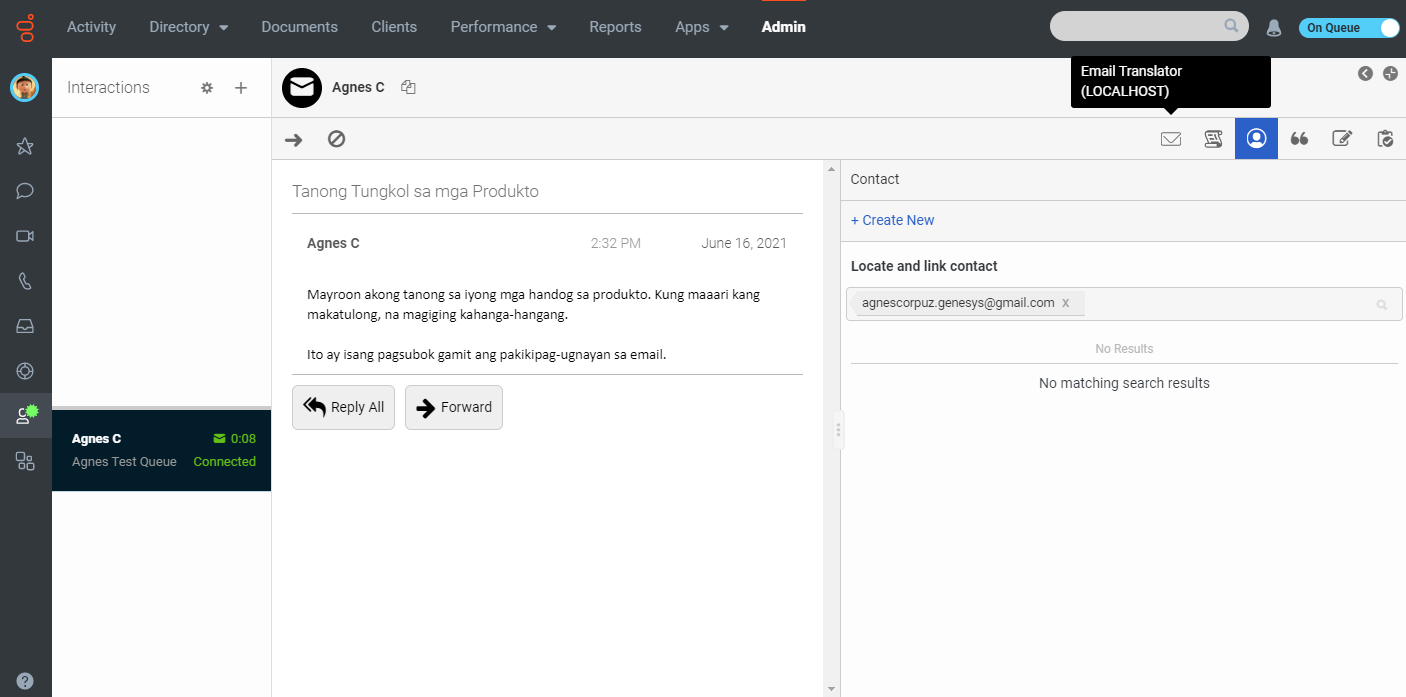 Activity
Directory
Documents
Clients
Performance
Reports
Apps
Admin
On Queue
Email Translator
(LOCALHOST)
Interactions
Agnes C
Tanong Tungkol sa mga Produkto
Agnes C 2:32 PM June 16, 2021
Mayroon akong tanong sa iyong mga handog sa produkto. Kung maaari kang
makatulong, na magiging kahanga-hangang.
Ito ay isang pagsubok gamit ang pakikipag-ugnayan sa email.
Reply All
Forward
Agnes C 0:08
Agnes Test Queue Connected
Contact
+ Create New
Locate and link contact
agnescorpuz.genesys@gmail.com X
No Results
No matching search results